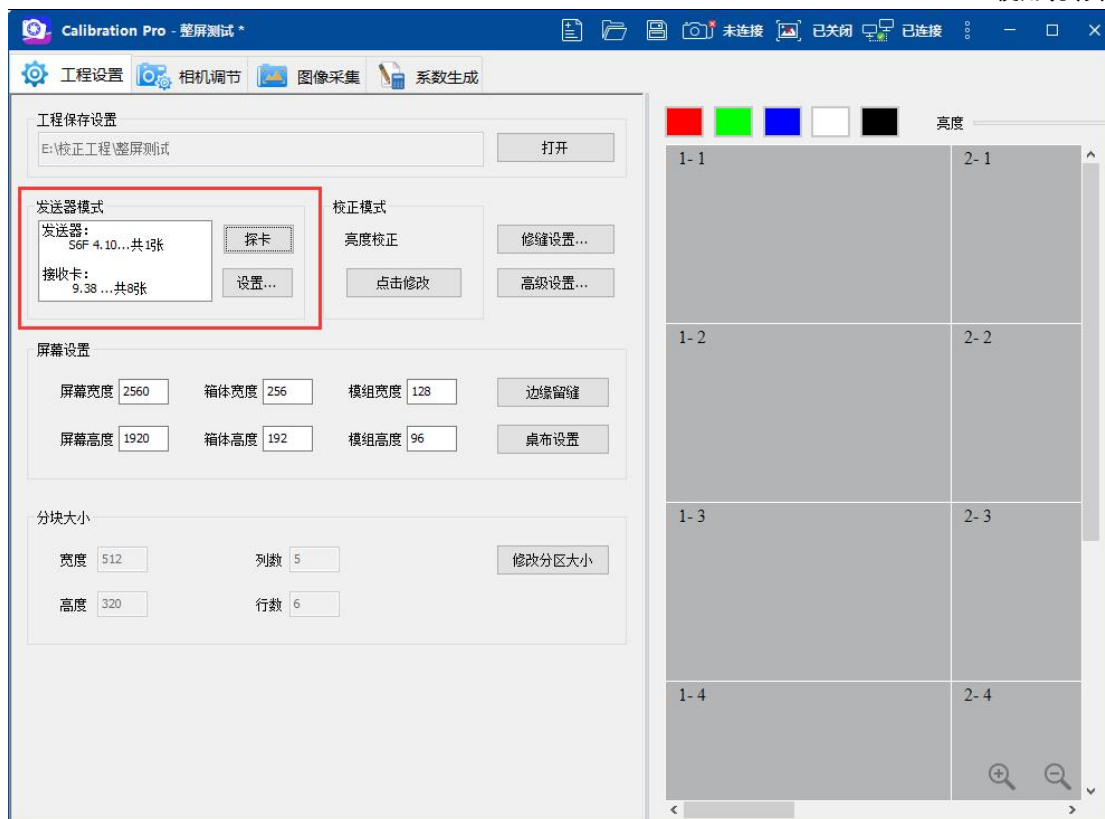 Calibration Pro - 整屏测试 *
未连接 已关闭 已连接
工程设置 相机调节 图像采集 系数生成
工程保存设置
E:\校正工程\整屏测试
打开
发送器模式
发送器:
S6F 4.10...共1张
接收卡:
9.38 ...共8张
探卡
设置...
校正模式
亮度校正
点击修改
修缝设置...
高级设置...
屏幕设置
屏幕宽度 2560 箱体宽度 256 模组宽度 128 边缘留缝
屏幕高度 1920 箱体高度 192 模组高度 96 桌布设置
分块大小
宽度 512 列数 5 修改分区大小
高度 320 行数 6
亮度
1- 1 2- 1
1- 2 2- 2
1- 3 2- 3
1- 4 2- 4